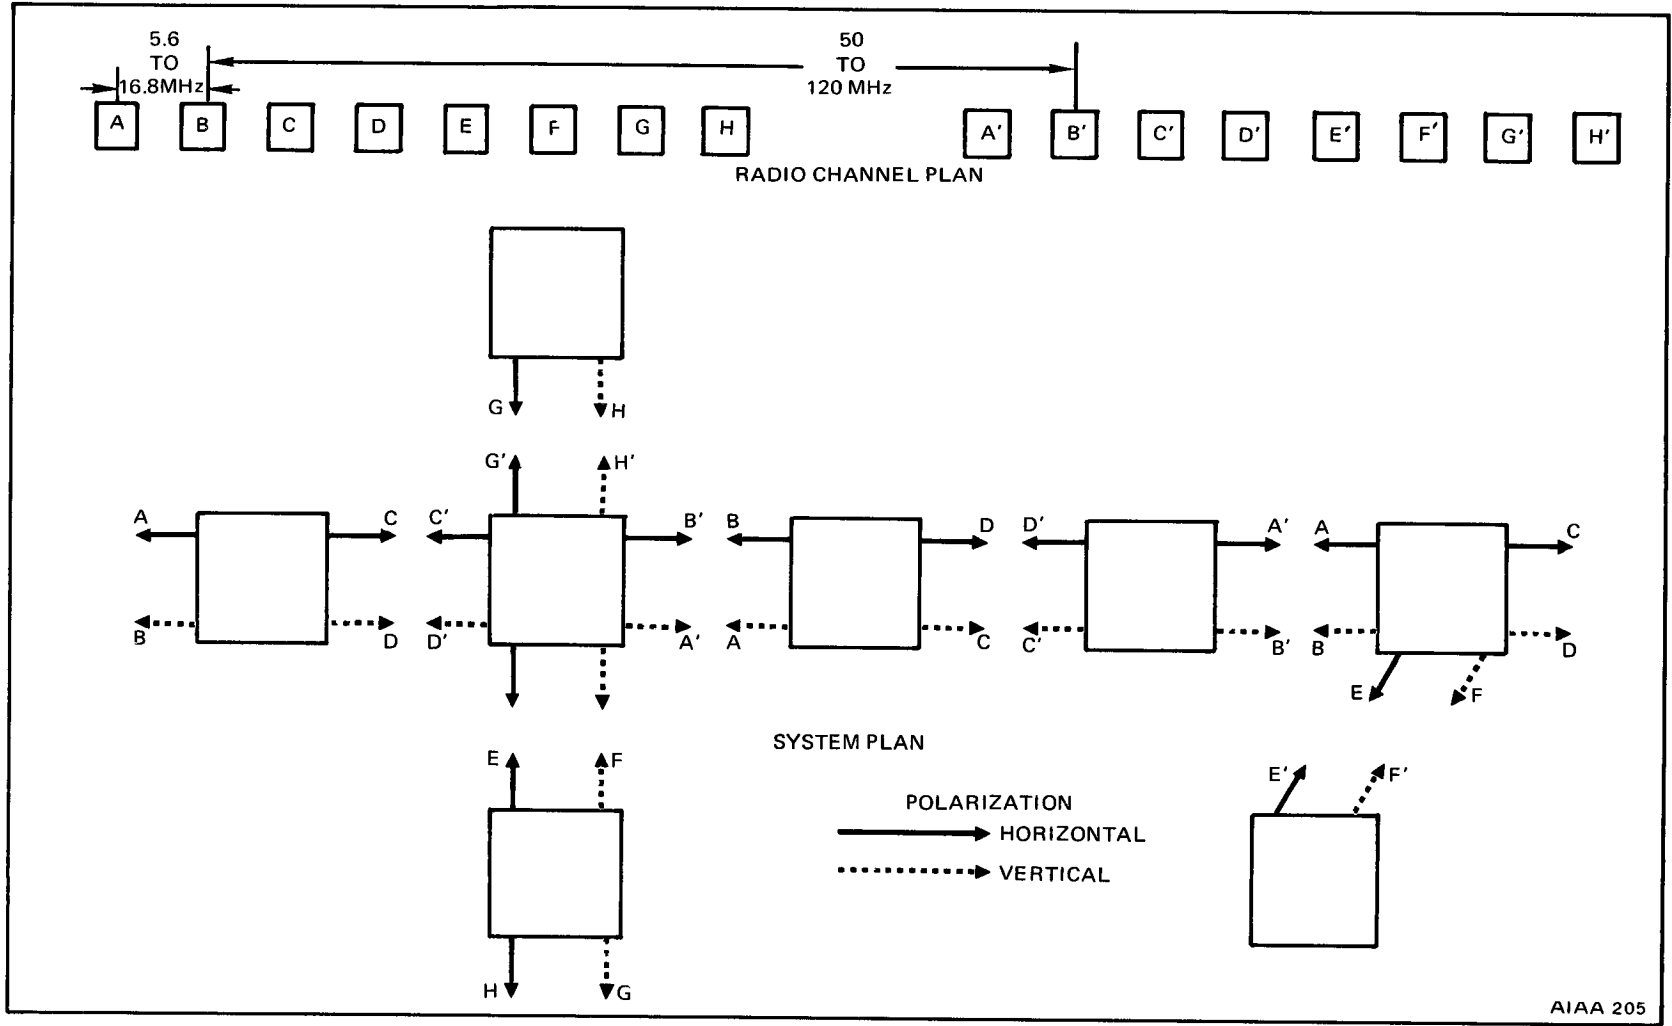 5.6
TO
16.8MHz
50
TO
120 MHz
A B C D E F G H A' B' C' D' E' F' G' H'
RADIO CHANNEL PLAN
G H
G' H'
A C C' B' B D D' A' A C
B D D' A' A C C' B' B D
E F
SYSTEM PLAN
E F
E' F'
POLARIZATION
HORIZONTAL
VERTICAL
H G
AIAA 205